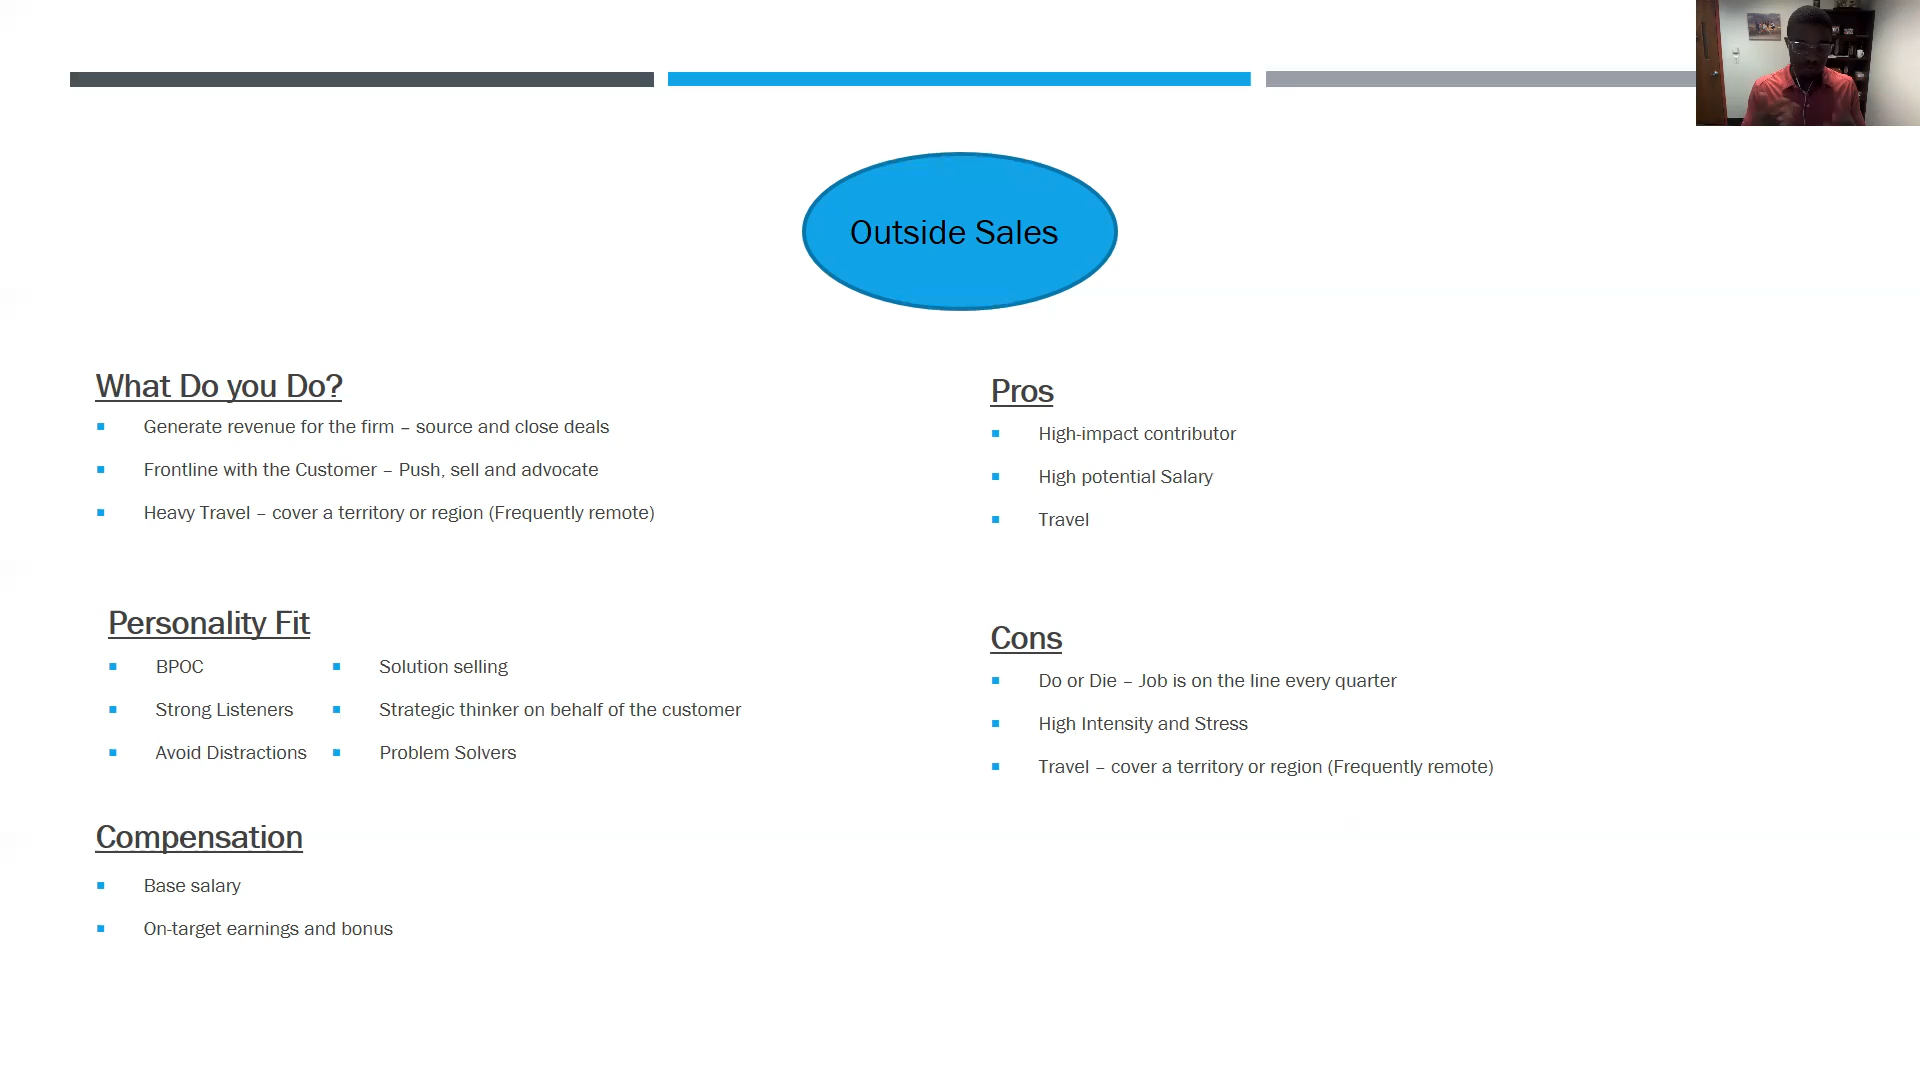 Outside Sales
What Do you Do?
Generate revenue for the firm – source and close deals
Frontline with the Customer – Push, sell and advocate
Heavy Travel – cover a territory or region (Frequently remote)
Personality Fit
BPOC
Strong Listeners
Avoid Distractions
Solution selling
Strategic thinker on behalf of the customer
Problem Solvers
Compensation
Base salary
On-target earnings and bonus
Pros
High-impact contributor
High potential Salary
Travel
Cons
Do or Die – Job is on the line every quarter
High Intensity and Stress
Travel – cover a territory or region (Frequently remote)